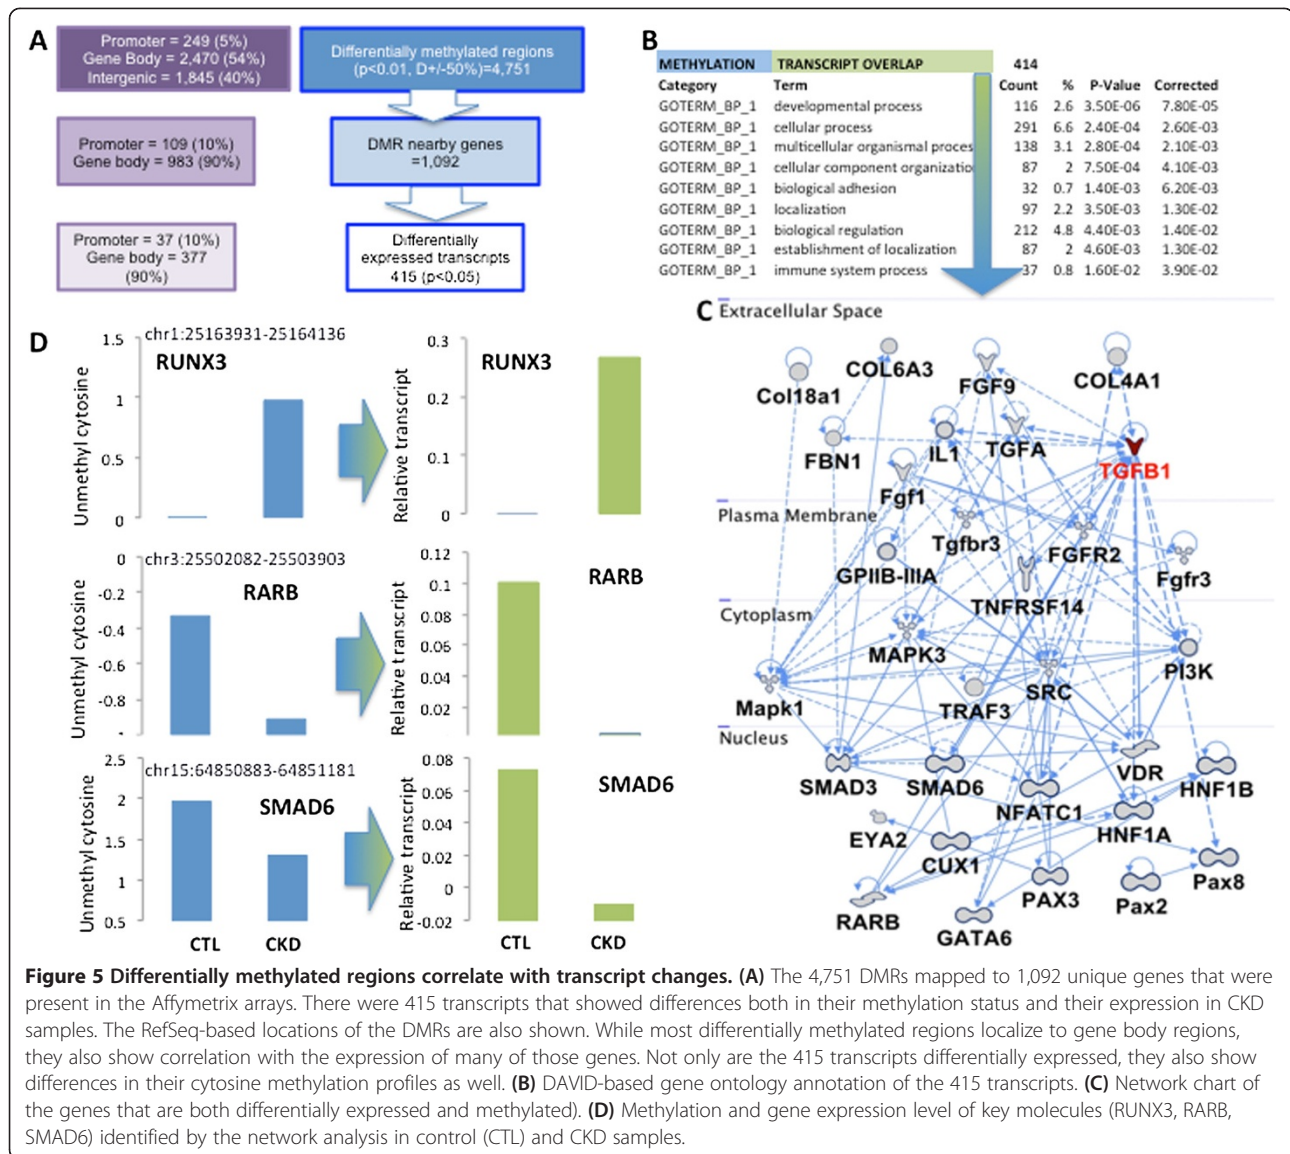 A
Promoter = 249 (5%)
Gene Body = 2,470 (54%)
Intergenic = 1,845 (40%)
Differentially methylated regions
(p<0.01, D+/-50%)=4,751
Promoter = 109 (10%)
Gene body = 983 (90%)
DMR nearby genes
=1,092
Promoter = 37 (10%)
Gene body = 377
(90%)
Differentially
expressed transcripts
415 (p<0.05)
B
METHYLATION TRANSCRIPT OVERLAP 414
Category Term Count % P-Value Corrected
GOTERM_BP_1 developmental process 116 2.6 3.50E-06 7.80E-05
GOTERM_BP_1 cellular process 291 6.6 2.40E-04 2.60E-03
GOTERM_BP_1 multicellular organismal proces 138 3.1 2.80E-04 2.10E-03
GOTERM_BP_1 cellular component organizatio 87 2 7.50E-04 4.10E-03
GOTERM_BP_1 biological adhesion 32 0.7 1.40E-03 6.20E-03
GOTERM_BP_1 localization 97 2.2 3.50E-03 1.30E-02
GOTERM_BP_1 biological regulation 212 4.8 4.40E-03 1.40E-02
GOTERM_BP_1 establishment of localization 87 2 4.60E-03 1.30E-02
GOTERM_BP_1 immune system process 37 0.8 1.60E-02 3.90E-02
C
Extracellular Space
Col18a1
COL6A3
FGF9
COL4A1
FBN1
IL1
TGFA
TGFB1
Fgf1
Plasma Membrane
Tgfbr3
FGFR2
Fgfr3
GPIIB-IIIA
TNFRSF14
Cytoplasm
MAPK3
PI3K
Mapk1
TRAF3
SRC
Nucleus
SMAD3
SMAD6
NFATC1
VDR
HNF1B
EYA2
CUX1
HNF1A
RARB
GATA6
PAX3
Pax2
Pax8
D
chr1:25163931-25164136
RUNX3
Unmethyl cytosine
1.5
1
0.5
0
RUNX3
Relative transcript
0.3
0.2
0.1
0
chr3:25502082-25503903
RARB
Unmethyl cytosine
0
-0.2
-0.4
-0.6
-0.8
RARB
Relative transcript
0.12
0.1
0.08
0.06
0.04
0.02
chr15:64850883-64851181
SMAD6
Unmethyl cytosine
2.5
2
1.5
1
0.5
CTL CKD
SMAD6
Relative transcript
0.08
0.06
0.04
0.02
0
-0.02
CTL CKD
Figure 5 Differentially methylated regions correlate with transcript changes. (A) The 4,751 DMRs mapped to 1,092 unique genes that were
present in the Affymetrix arrays. There were 415 transcripts that showed differences both in their methylation status and their expression in CKD
samples. The RefSeq-based locations of the DMRs are also shown. While most differentially methylated regions localize to gene body regions,
they also show correlation with the expression of many of those genes. Not only are the 415 transcripts differentially expressed, they also show
differences in their cytosine methylation profiles as well. (B) DAVID-based gene ontology annotation of the 415 transcripts. (C) Network chart of
the genes that are both differentially expressed and methylated). (D) Methylation and gene expression level of key molecules (RUNX3, RARB,
SMAD6) identified by the network analysis in control (CTL) and CKD samples.